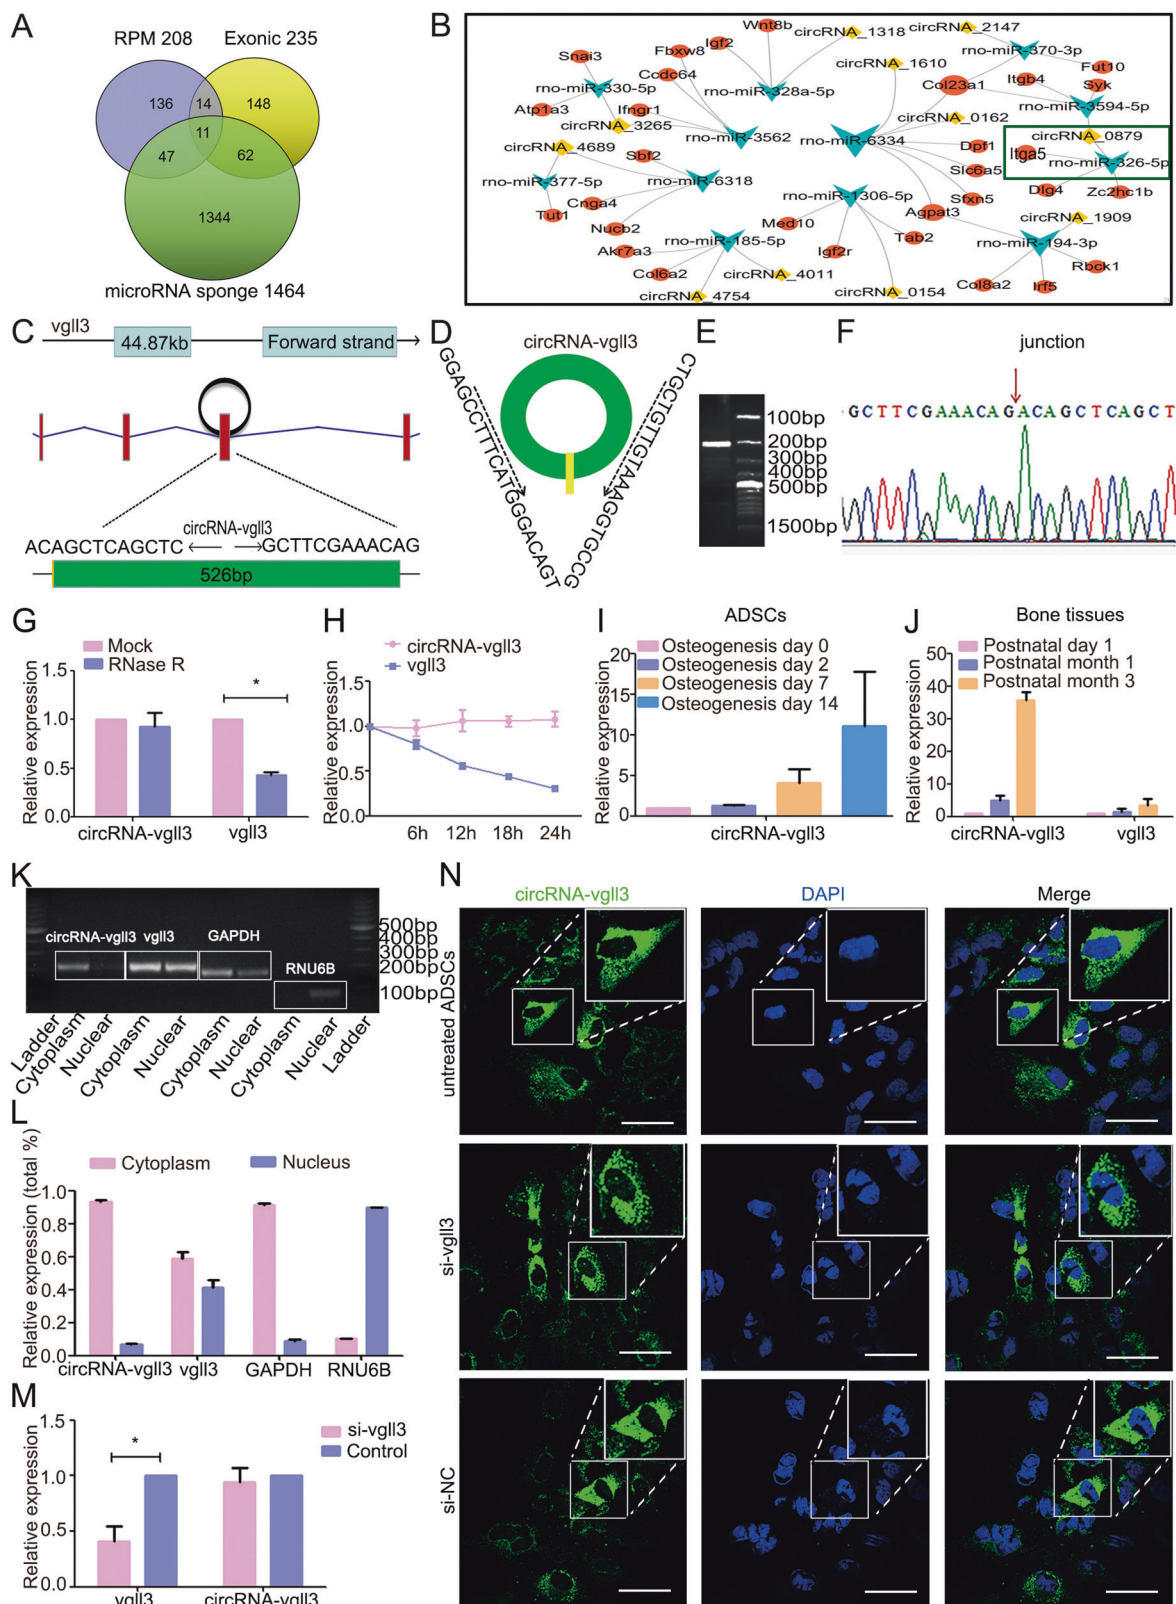 A
RPM 208
Exonic 235
136
14
148
11
47
62
1344
microRNA sponge 1464
B
Wnt8b
circRNA_1318
circRNA_2147
Snai3
Fbxw8
Igf2
rno-miR-370-3p
Ccdc64
circRNA_1610
Fut10
rno-miR-330-5p
rno-miR-328a-5p
Col23a1
Itgb4
Syk
Atp1a3
Ifngr1
rno-miR-3594-5p
circRNA_3265
circRNA_0162
circRNA_0879
circRNA_4689
rno-miR-3562
rno-miR-6334
Dpf1
Itga5
Sbf2
rno-miR-326-5p
Slc6a5
rno-miR-377-5p
rno-miR-6318
rno-miR-1306-5p
Dlg4
Zc2hc1b
Sfxn5
Cnga4
Tut1
Agpat3
circRNA_1909
Nucb2
Med10
rno-miR-185-5p
Tab2
rno-miR-194-3p
Akr7a3
Igf2r
Rbck1
Col6a2
circRNA_4011
Col8a2
Irf5
circRNA_4754
circRNA_0154
C
vgll3
44.87kb
Forward strand
circRNA-vgll3
ACAGCTCAGCTC
GCTTCGAAACAG
526bp
D
circRNA-vgll3
GGAGCCTTTCATGGGACAGT
CTGCTGTTGTAAAGGTGCCG
E
100bp
200bp
300bp
400bp
500bp
1500bp
F
junction
GCTTCGAAACAGACAGCTCAGCT
G
Mock
RNase R
Relative expression
1.5
1.0
0.5
0.0
*
circRNA-vgll3
vgll3
H
circRNA-vgll3
vgll3
Relative expression
1.5
1.0
0.5
0.0
6h
12h
18h
24h
I
ADSCs
Osteogenesis day 0
Osteogenesis day 2
Osteogenesis day 7
Osteogenesis day 14
Relative expression
20
15
10
5
0
circRNA-vgll3
J
Bone tissues
Postnatal day 1
Postnatal month 1
Postnatal month 3
Relative expression
50
40
30
20
10
0
circRNA-vgll3
vgll3
K
circRNA-vgll3
vgll3
GAPDH
RNU6B
500bp
400bp
300bp
200bp
100bp
Ladder
Cytoplasm
Nuclear
Cytoplasm
Nuclear
Cytoplasm
Nuclear
Cytoplasm
Nuclear
Ladder
L
Cytoplasm
Nucleus
Relative expression (total %)
1.0
0.8
0.6
0.4
0.2
0.0
circRNA-vgll3
vgll3
GAPDH
RNU6B
M
si-vgll3
Control
Relative expression
1.5
1.0
0.5
0.0
*
vgll3
circRNA-vgll3
N
circRNA-vgll3
DAPI
Merge
untreated ADSCs
si-vgll3
si-NC